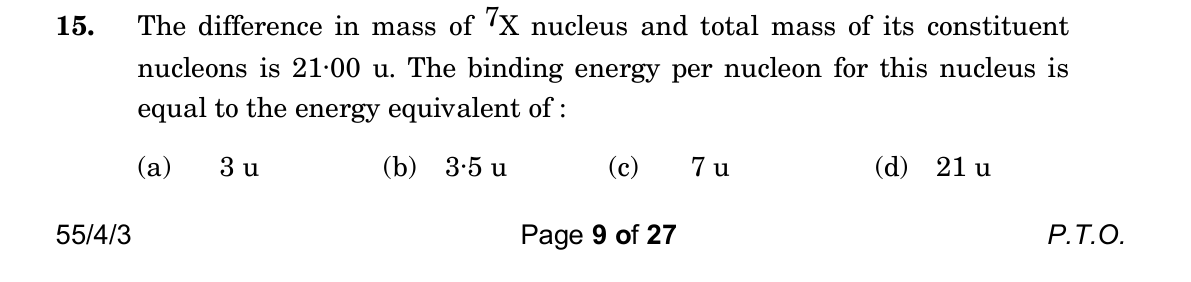 15. The difference in mass of ⁷X nucleus and total mass of its constituent
nucleons is 21·00 u. The binding energy per nucleon for this nucleus is
equal to the energy equivalent of :
(a) 3 u (b) 3·5 u (c) 7 u (d) 21 u
55/4/3 Page 9 of 27 P.T.O.